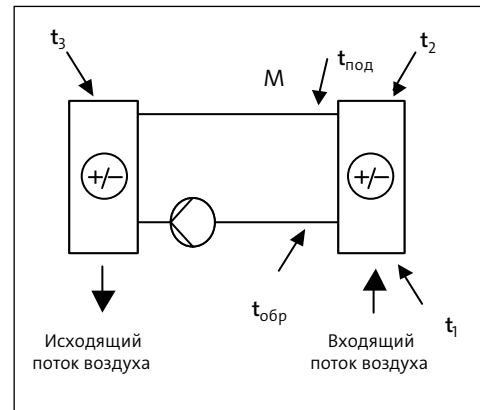 t3
t2
tпод
M
+/–
+/–
tобр
t1
Исходящий
поток воздуха
Входящий
поток воздуха